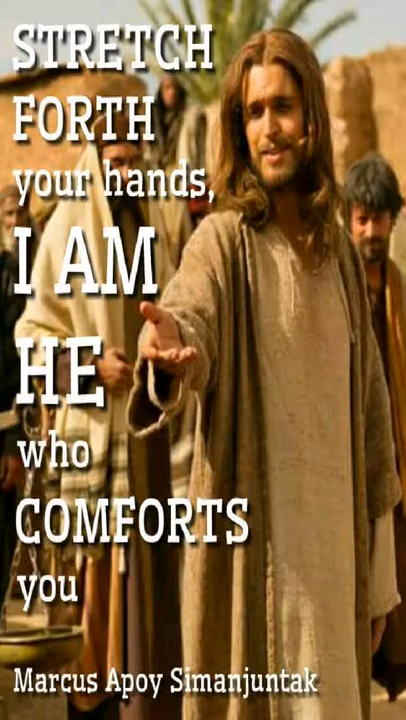 STRETCH
FORTH
your hands,
I AM
HE
who
COMFORTS
you
Marcus Apoy Simanjuntak